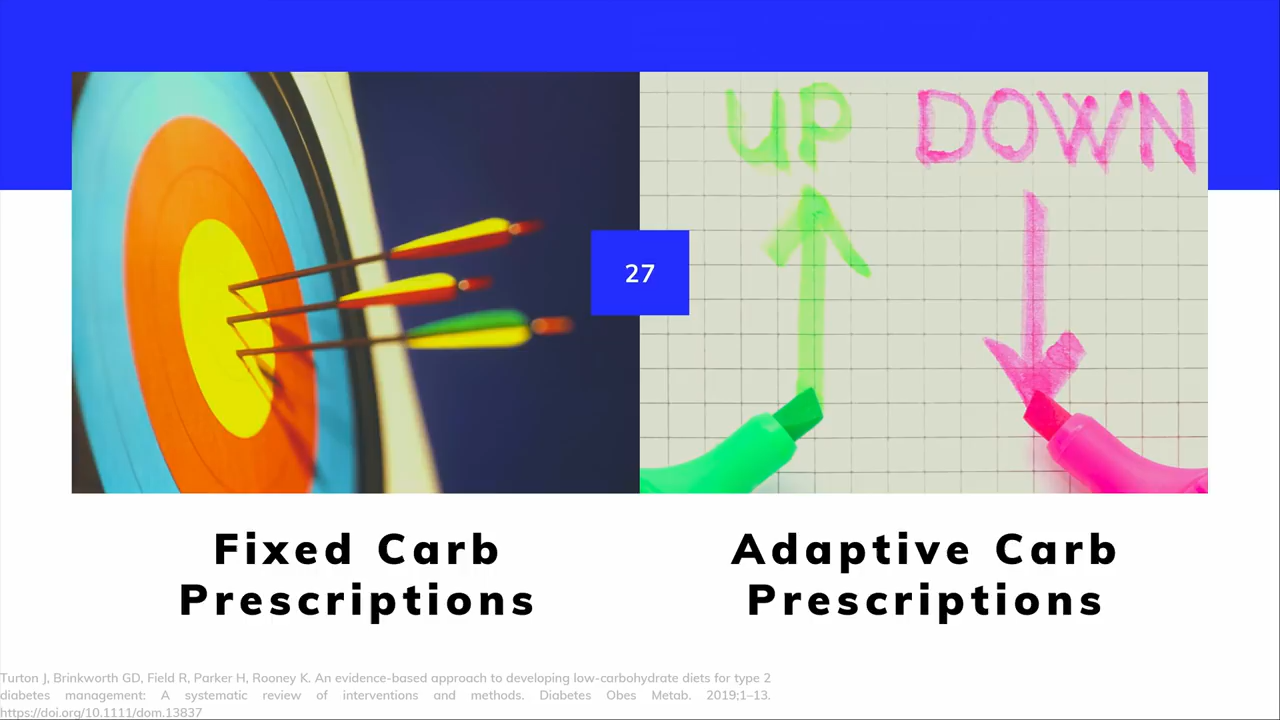 UP DOWN
27
Fixed Carb
Prescriptions
Adaptive Carb
Prescriptions
Turton J, Brinkworth GD, Field R, Parker H, Rooney K. An evidence-based approach to developing low-carbohydrate diets for type 2
diabetes management: A systematic review of interventions and methods. Diabetes Obes Metab. 2019;1–13.
https://doi.org/10.1111/dom.13837